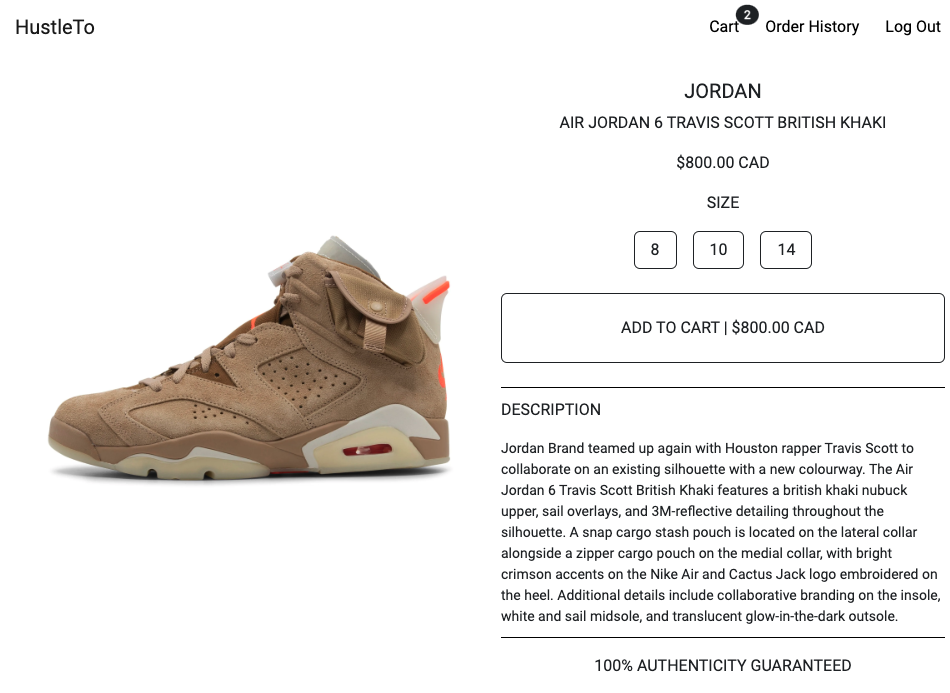 HustleTo
Cart 2 Order History Log Out
JORDAN
AIR JORDAN 6 TRAVIS SCOTT BRITISH KHAKI
$800.00 CAD
SIZE
8 10 14
ADD TO CART | $800.00 CAD
DESCRIPTION
Jordan Brand teamed up again with Houston rapper Travis Scott to
collaborate on an existing silhouette with a new colourway. The Air
Jordan 6 Travis Scott British Khaki features a british khaki nubuck
upper, sail overlays, and 3M-reflective detailing throughout the
silhouette. A snap cargo stash pouch is located on the lateral collar
alongside a zipper cargo pouch on the medial collar, with bright
crimson accents on the Nike Air and Cactus Jack logo embroidered on
the heel. Additional details include collaborative branding on the insole,
white and sail midsole, and translucent glow-in-the-dark outsole.
100% AUTHENTICITY GUARANTEED